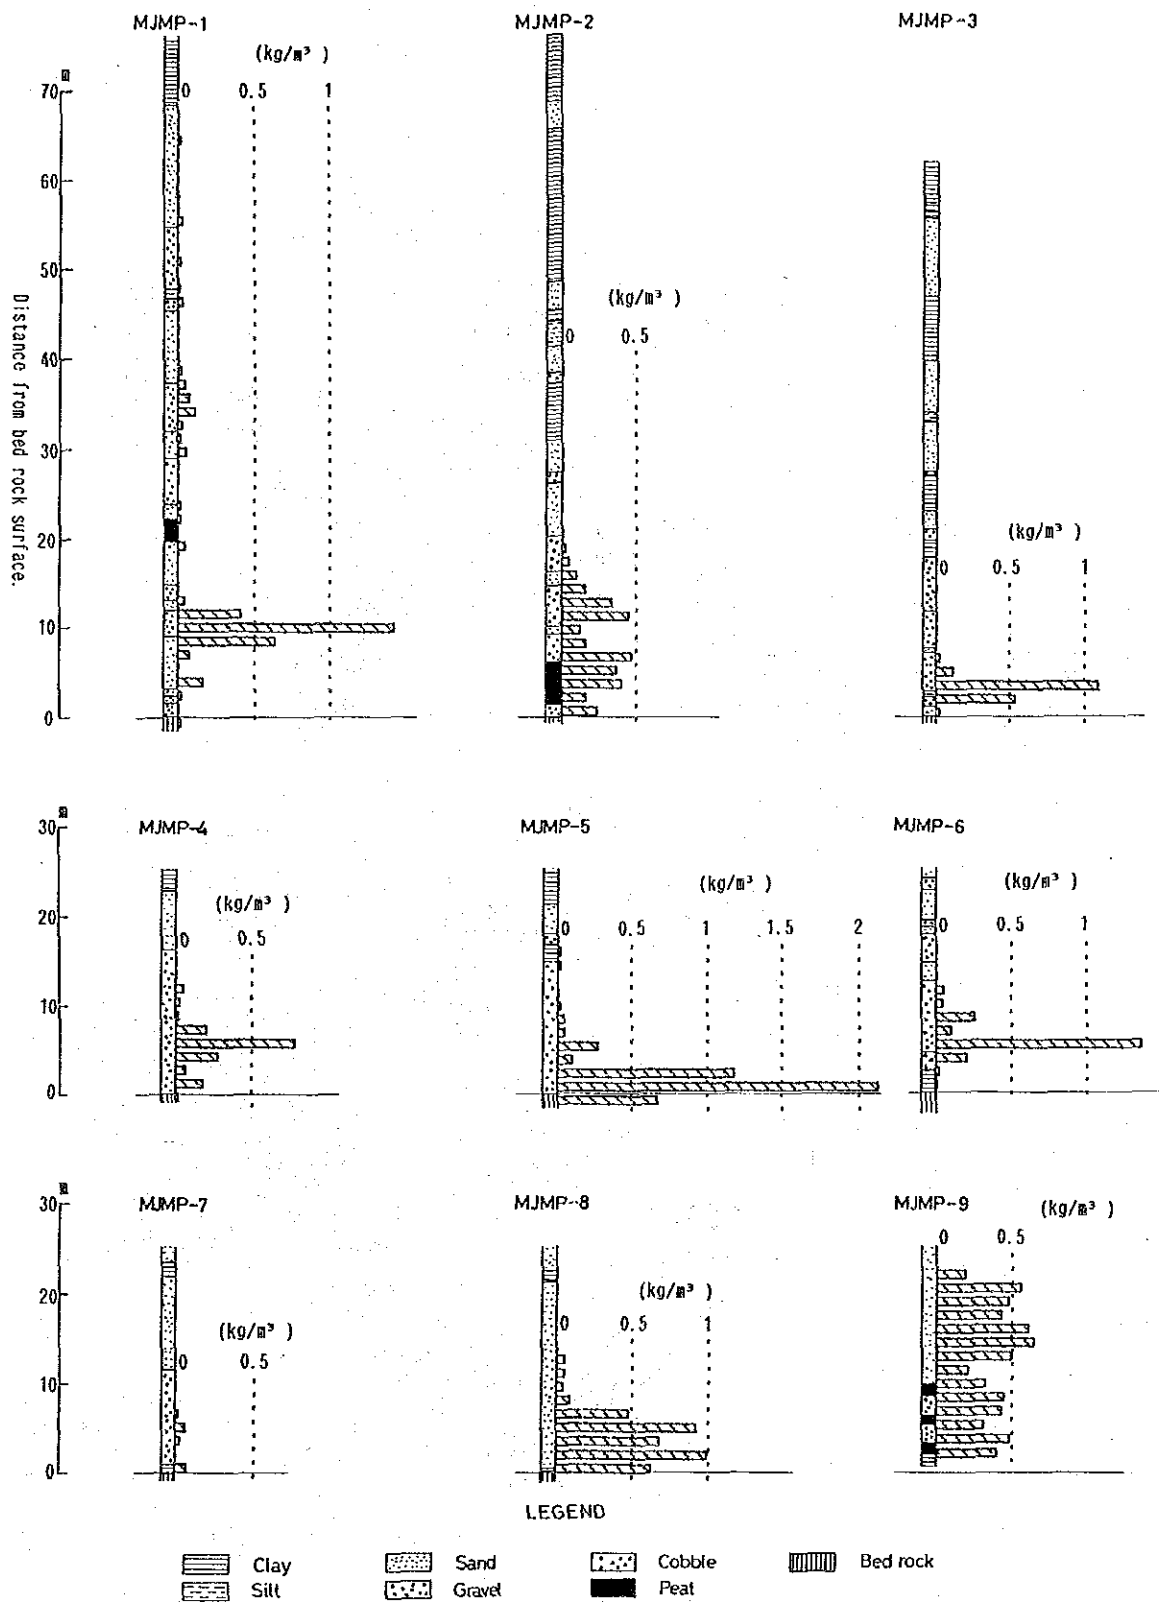 MJMP-1 MJMP-2 MJMP-3
(kg/m³ )
m
70 0 0.5 1
60
50
(kg/m³ )
0 0.5
40
30
20
(kg/m³ )
0 0.5 1
10
0
Distance from bed rock surface.
m
30 MJMP-4 MJMP-5 MJMP-6
(kg/m³ ) (kg/m³ ) (kg/m³ )
20 0 0.5 0 0.5 1 1.5 2 0 0.5 1
10
0
m
30 MJMP-7 MJMP-8 MJMP-9 (kg/m³ )
0 0.5
20
(kg/m³ ) (kg/m³ )
0 0.5 0 0.5 1
10
0
LEGEND
Clay Sand Cobble Bed rock
Silt Gravel Peat